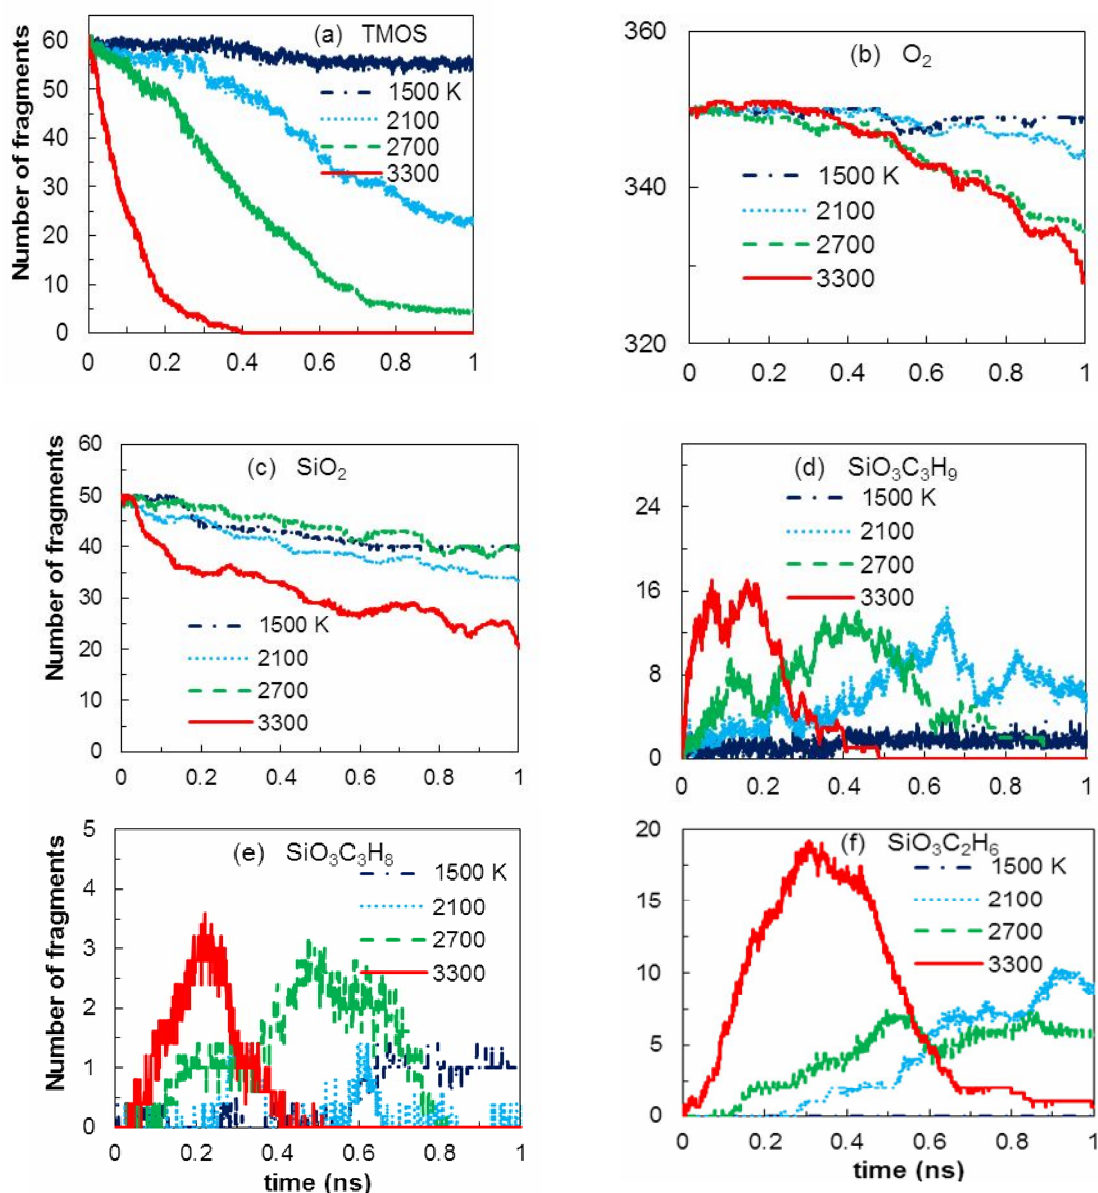 (a) TMOS
Number of fragments
60
50
40
30
20
10
0
1500 K
2100
2700
3300
0 0.2 0.4 0.6 0.8 1
(b) O2
360
340
320
1500 K
2100
2700
3300
0 0.2 0.4 0.6 0.8 1
(c) SiO2
Number of fragments
60
50
40
30
20
10
0
1500 K
2100
2700
3300
0 0.2 0.4 0.6 0.8 1
(d) SiO3C3H9
24
16
8
0
1500 K
2100
2700
3300
0 0.2 0.4 0.6 0.8 1
(e) SiO3C3H8
Number of fragments
5
4
3
2
1
0
1500 K
2100
2700
3300
0 0.2 0.4 0.6 0.8 1
time (ns)
(f) SiO3C2H6
20
15
10
5
0
1500 K
2100
2700
3300
0 0.2 0.4 0.6 0.8 1
time (ns)